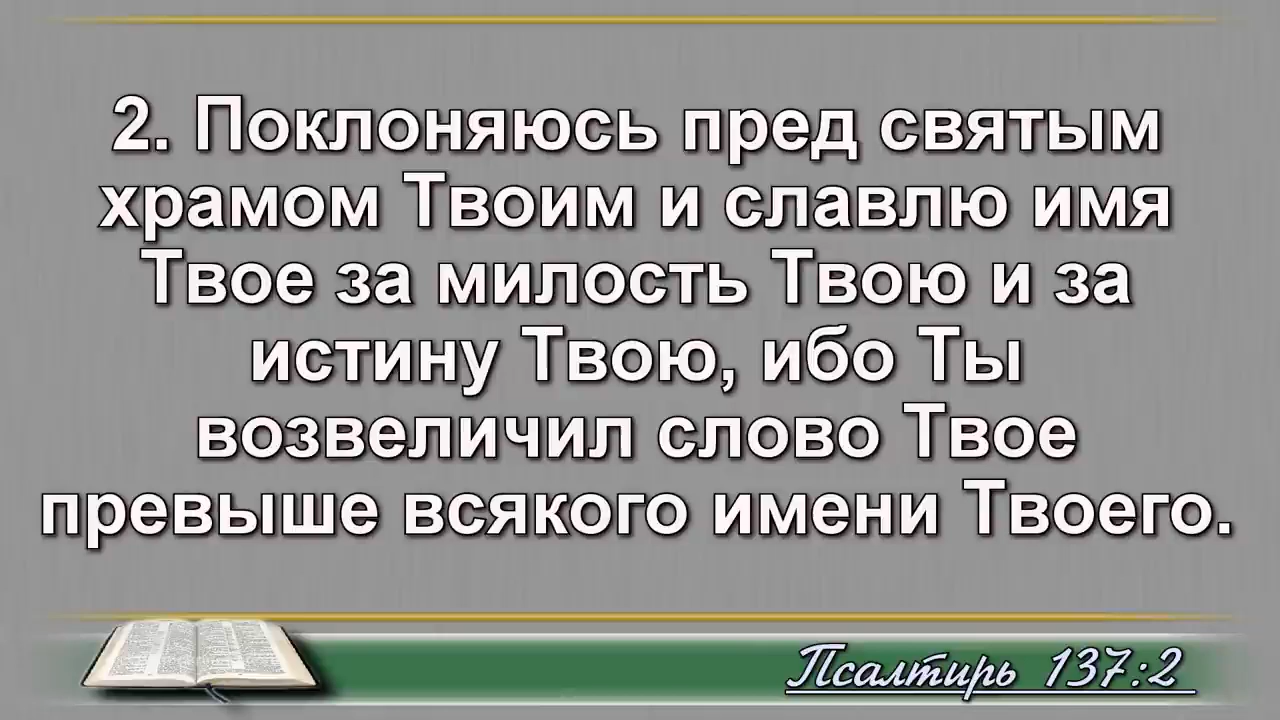 2. Поклоняюсь пред святым
храмом Твоим и славлю имя
Твое за милость Твою и за
истину Твою, ибо Ты
возвеличил слово Твое
превыше всякого имени Твоего.
Псалтирь 137:2